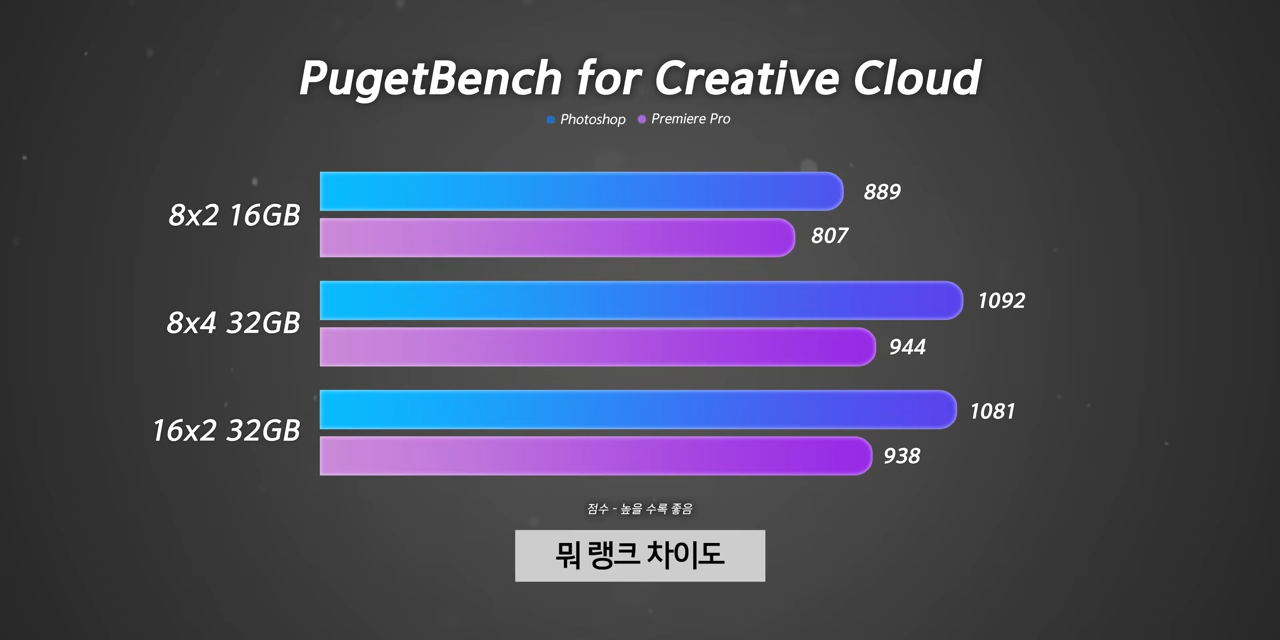 PugetBench for Creative Cloud
Photoshop Premiere Pro
8x2 16GB
889
807
8x4 32GB
1092
944
16x2 32GB
1081
938
점수 - 높을 수록 좋음
뭐 랭크 차이도